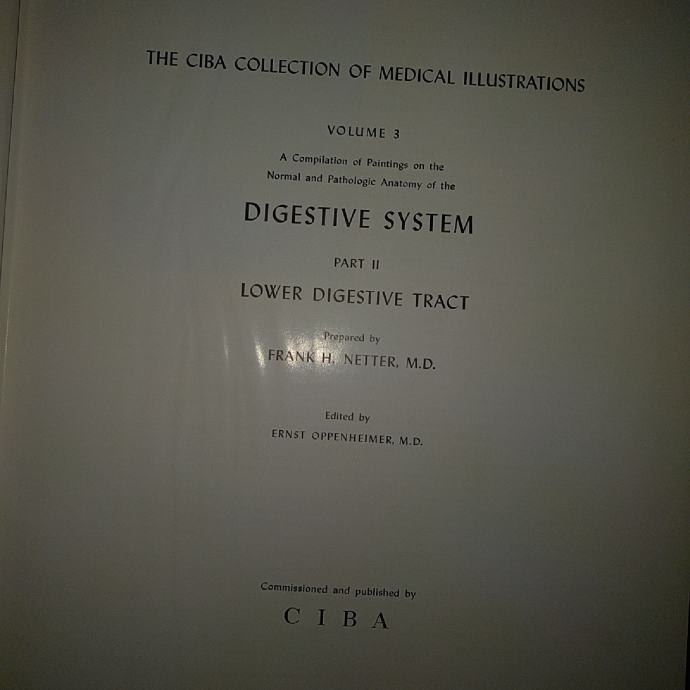 THE CIBA COLLECTION OF MEDICAL ILLUSTRATIONS
VOLUME 3
A Compilation of Paintings on the
Normal and Pathologic Anatomy of the
DIGESTIVE SYSTEM
PART II
LOWER DIGESTIVE TRACT
Prepared by
FRANK H. NETTER, M.D.
Edited by
ERNST OPPENHEIMER, M.D.
Commissioned and published by
CIBA